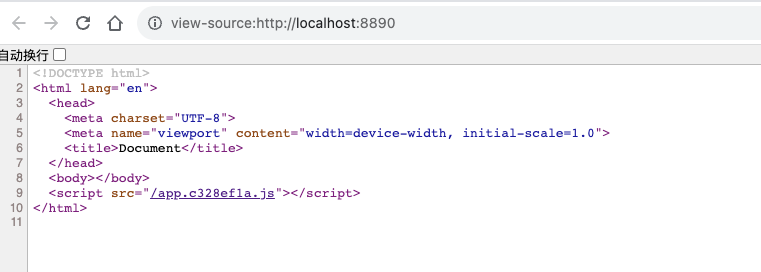 view-source:http://localhost:8890
自动换行
1 <!DOCTYPE html>
2 <html lang="en">
3   <head>
4     <meta charset="UTF-8">
5     <meta name="viewport" content="width=device-width, initial-scale=1.0">
6     <title>Document</title>
7   </head>
8   <body></body>
9   <script src="/app.c328ef1a.js"></script>
10 </html>
11